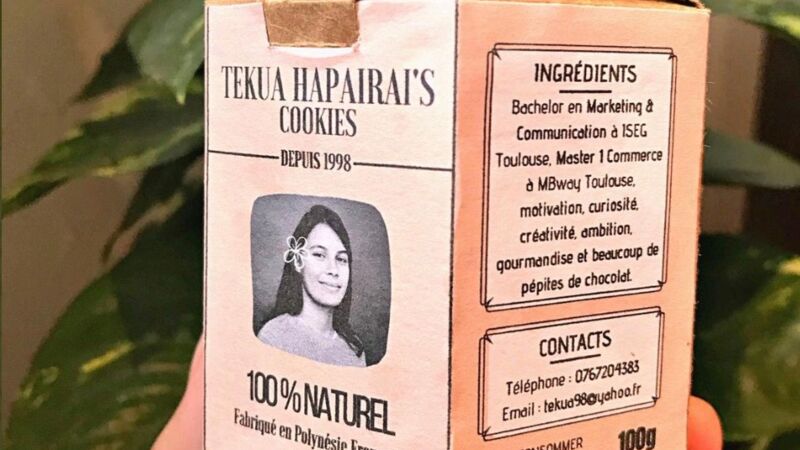 TEKUA HAPAIRAI'S
COOKIES
DEPUIS 1998
100% NATUREL
Fabriqué en Polynésie
INGRÉDIENTS
Bachelor en Marketing &
Communication à ISEG
Toulouse, Master 1 Commerce
à MBway Toulouse,
motivation, curiosité,
créativité, ambition,
gourmandise et beaucoup de
pépites de chocolat.
CONTACTS
Téléphone : 0767204383
Email : tekua98@yahoo.fr
100g